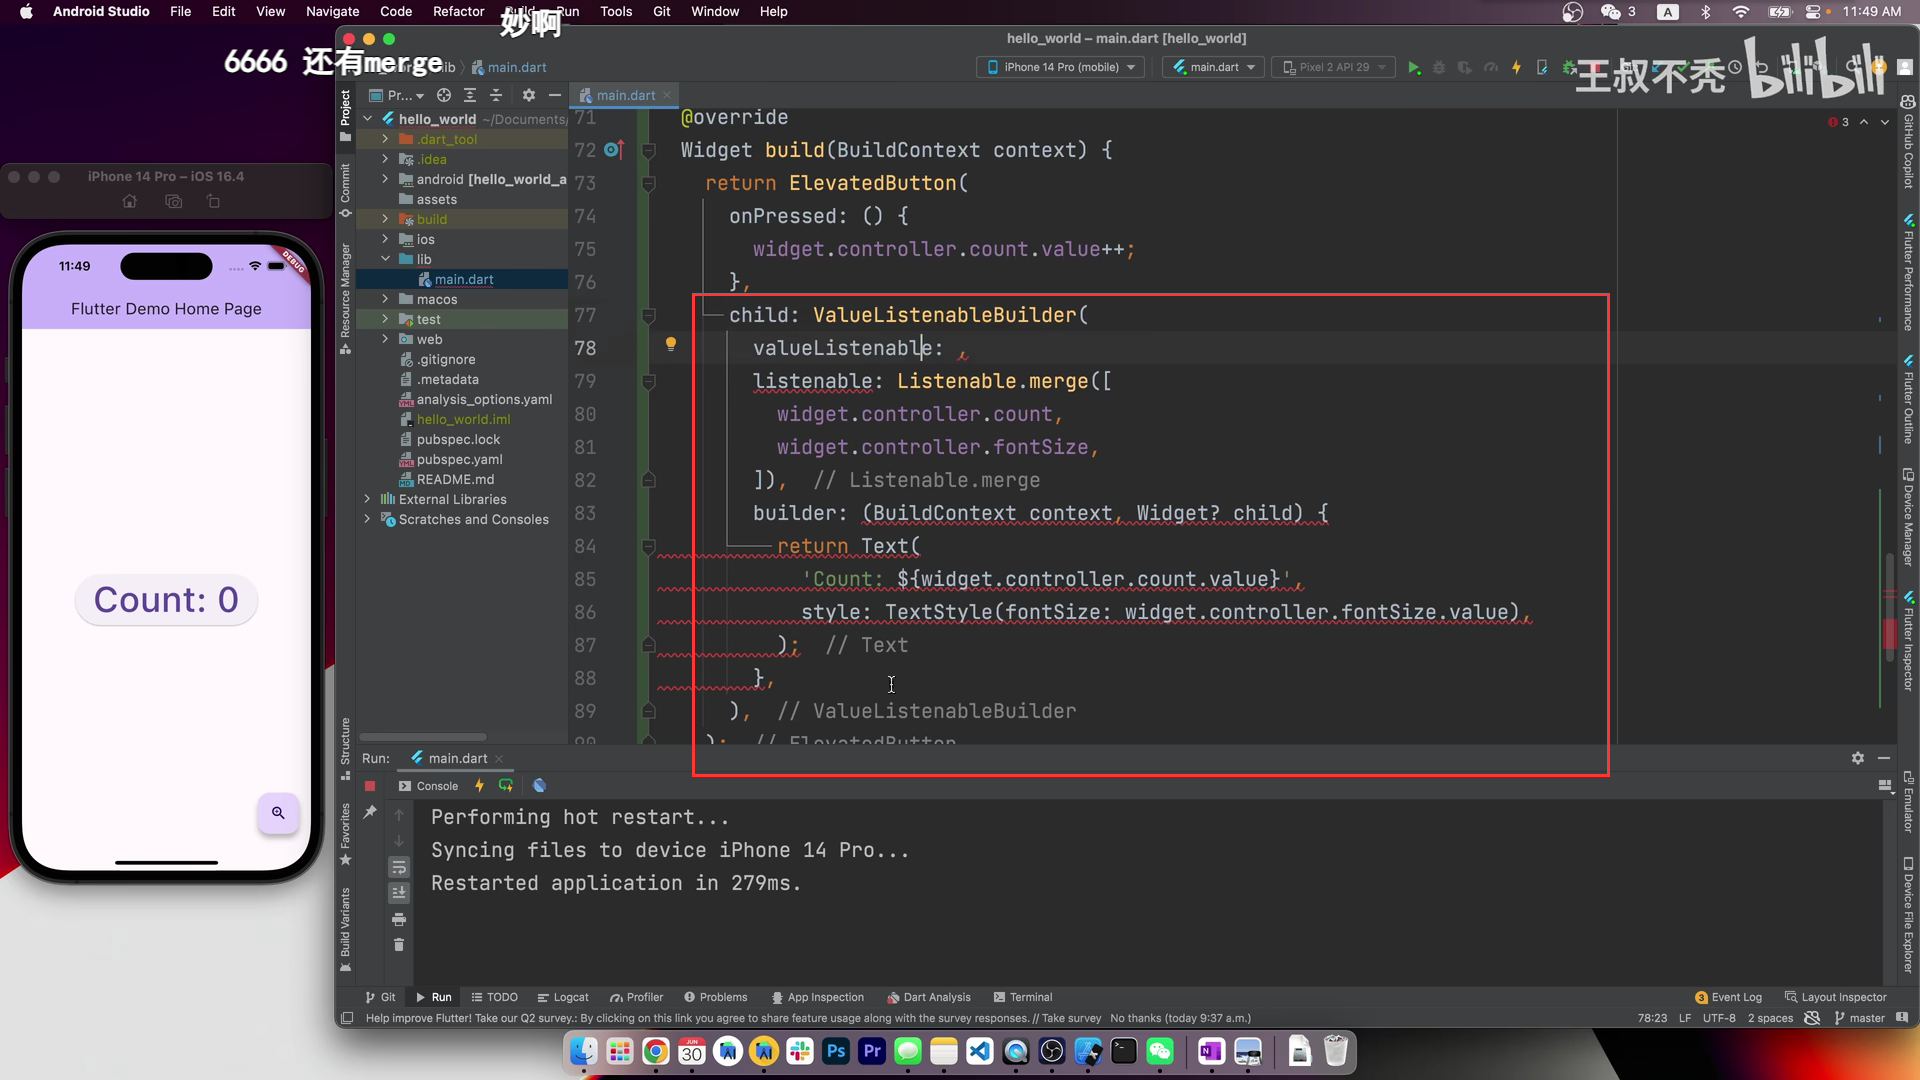 Android Studio File Edit View Navigate Code Refactor Build Run Tools Git Window Help
3 A 11:49 AM
妙啊
hello_world – main.dart [hello_world]
6666 还有merge
main.dart
iPhone 14 Pro (mobile) main.dart Pixel 2 API 29
王叔不秃 bilibili
Pr...
main.dart
hello_world ~/Documents/
.dart_tool
.idea
android [hello_world_a
assets
build
ios
lib
main.dart
macos
test
web
.gitignore
.metadata
analysis_options.yaml
hello_world.iml
pubspec.lock
pubspec.yaml
README.md
External Libraries
Scratches and Consoles
Project
Commit
Resource Manager
Structure
Favorites
Build Variants
71 @override
72 Widget build(BuildContext context) {
73 return ElevatedButton(
74 onPressed: () {
75 widget.controller.count.value++;
76 },
77 child: ValueListenableBuilder(
78 valueListenable: ,
79 listenable: Listenable.merge([
80 widget.controller.count,
81 widget.controller.fontSize,
82 ]), // Listenable.merge
83 builder: (BuildContext context, Widget? child) {
84 return Text(
85 'Count: ${widget.controller.count.value}',
86 style: TextStyle(fontSize: widget.controller.fontSize.value),
87 ); // Text
88 },
89 ), // ValueListenableBuilder
90 ); // ElevatedButton
3
GitHub Copilot
Flutter Performance
Flutter Outline
Device Manager
Flutter Inspector
Emulator
Device File Explorer
iPhone 14 Pro – iOS 16.4
11:49
DEBUG
Flutter Demo Home Page
Count: 0
Run: main.dart
Console
Performing hot restart...
Syncing files to device iPhone 14 Pro...
Restarted application in 279ms.
Git Run TODO Logcat Profiler Problems App Inspection Dart Analysis Terminal
3 Event Log Layout Inspector
Help improve Flutter! Take our Q2 survey.: By clicking on this link you agree to share feature usage along with the survey responses. // Take survey No thanks (today 9:37 a.m.)
78:23 LF UTF-8 2 spaces master
JUN
30
Ps
Pr